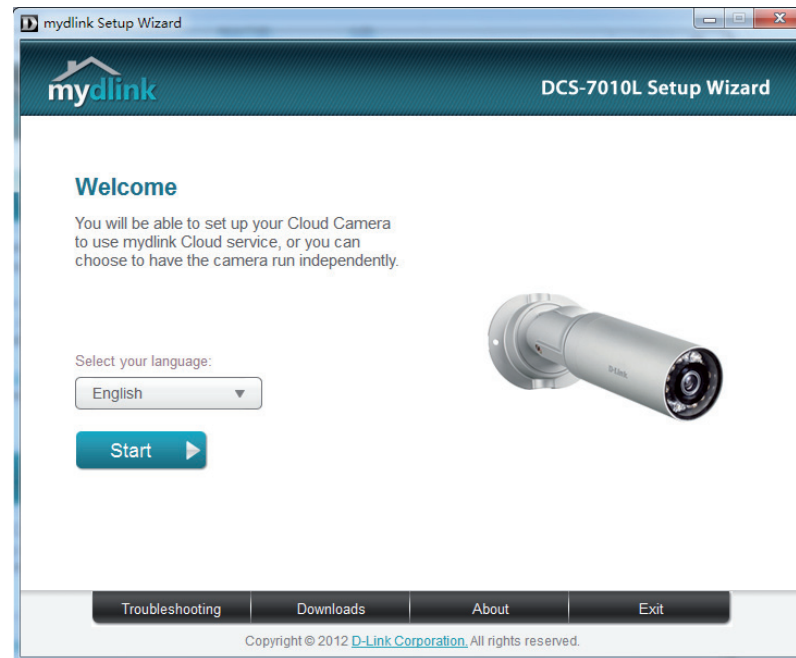 mydlink Setup Wizard
mydlink
DCS-7010L Setup Wizard
Welcome
You will be able to set up your Cloud Camera
to use mydlink Cloud service, or you can
choose to have the camera run independently.
Select your language:
English
Start
D-Link
Troubleshooting Downloads About Exit
Copyright © 2012 D-Link Corporation. All rights reserved.